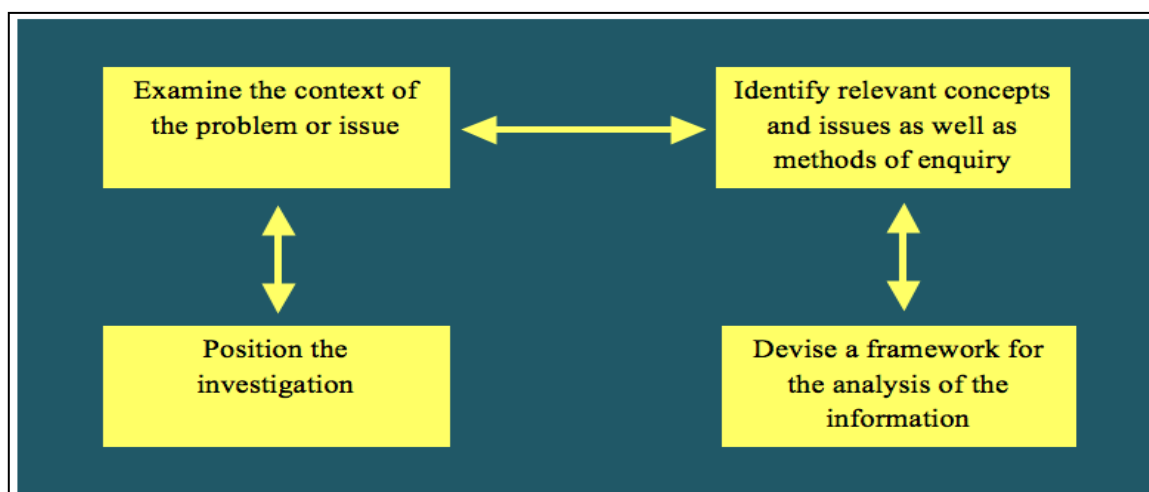 Examine the context of
the problem or issue
Identify relevant concepts
and issues as well as
methods of enquiry
Position the
investigation
Devise a framework for
the analysis of the
information